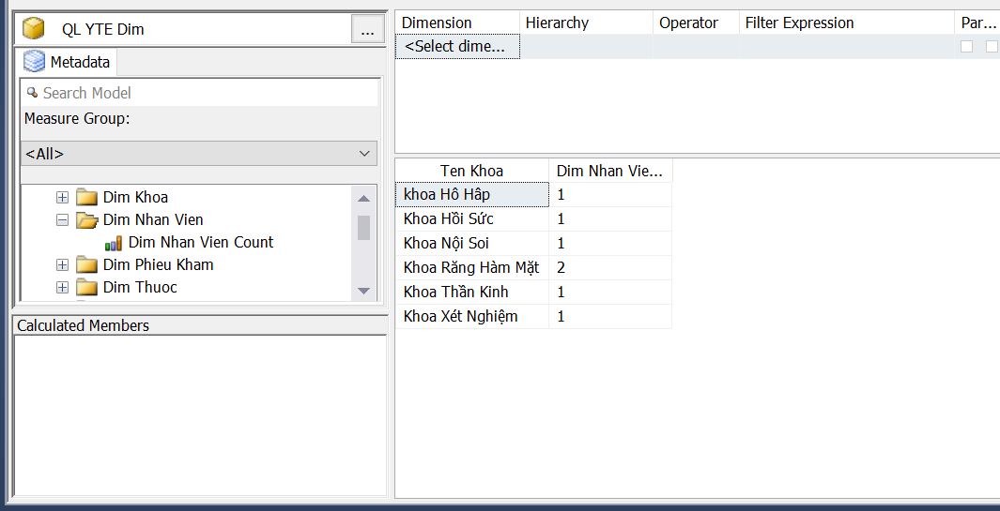 QL YTE Dim
...
Metadata
Search Model
Measure Group:
<All>
Dim Khoa
Dim Nhan Vien
Dim Nhan Vien Count
Dim Phieu Kham
Dim Thuoc
Calculated Members
Dimension Hierarchy Operator Filter Expression Par...
<Select dime...
Ten Khoa Dim Nhan Vie...
khoa Hô Hâp 1
Khoa Hồi Sức 1
Khoa Nội Soi 1
Khoa Răng Hàm Mặt 2
Khoa Thần Kinh 1
Khoa Xét Nghiệm 1